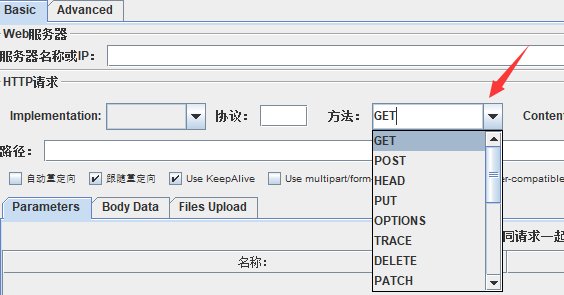 Basic Advanced
Web服务器
服务器名称或IP:
HTTP请求
Implementation: 协议: 方法: GET Content
GET
路径: POST
HEAD
自动重定向 跟随重定向 Use KeepAlive Use multipart/form er-compatible
PUT
Parameters Body Data Files Upload OPTIONS
TRACE 同请求一起
名称: DELETE
PATCH